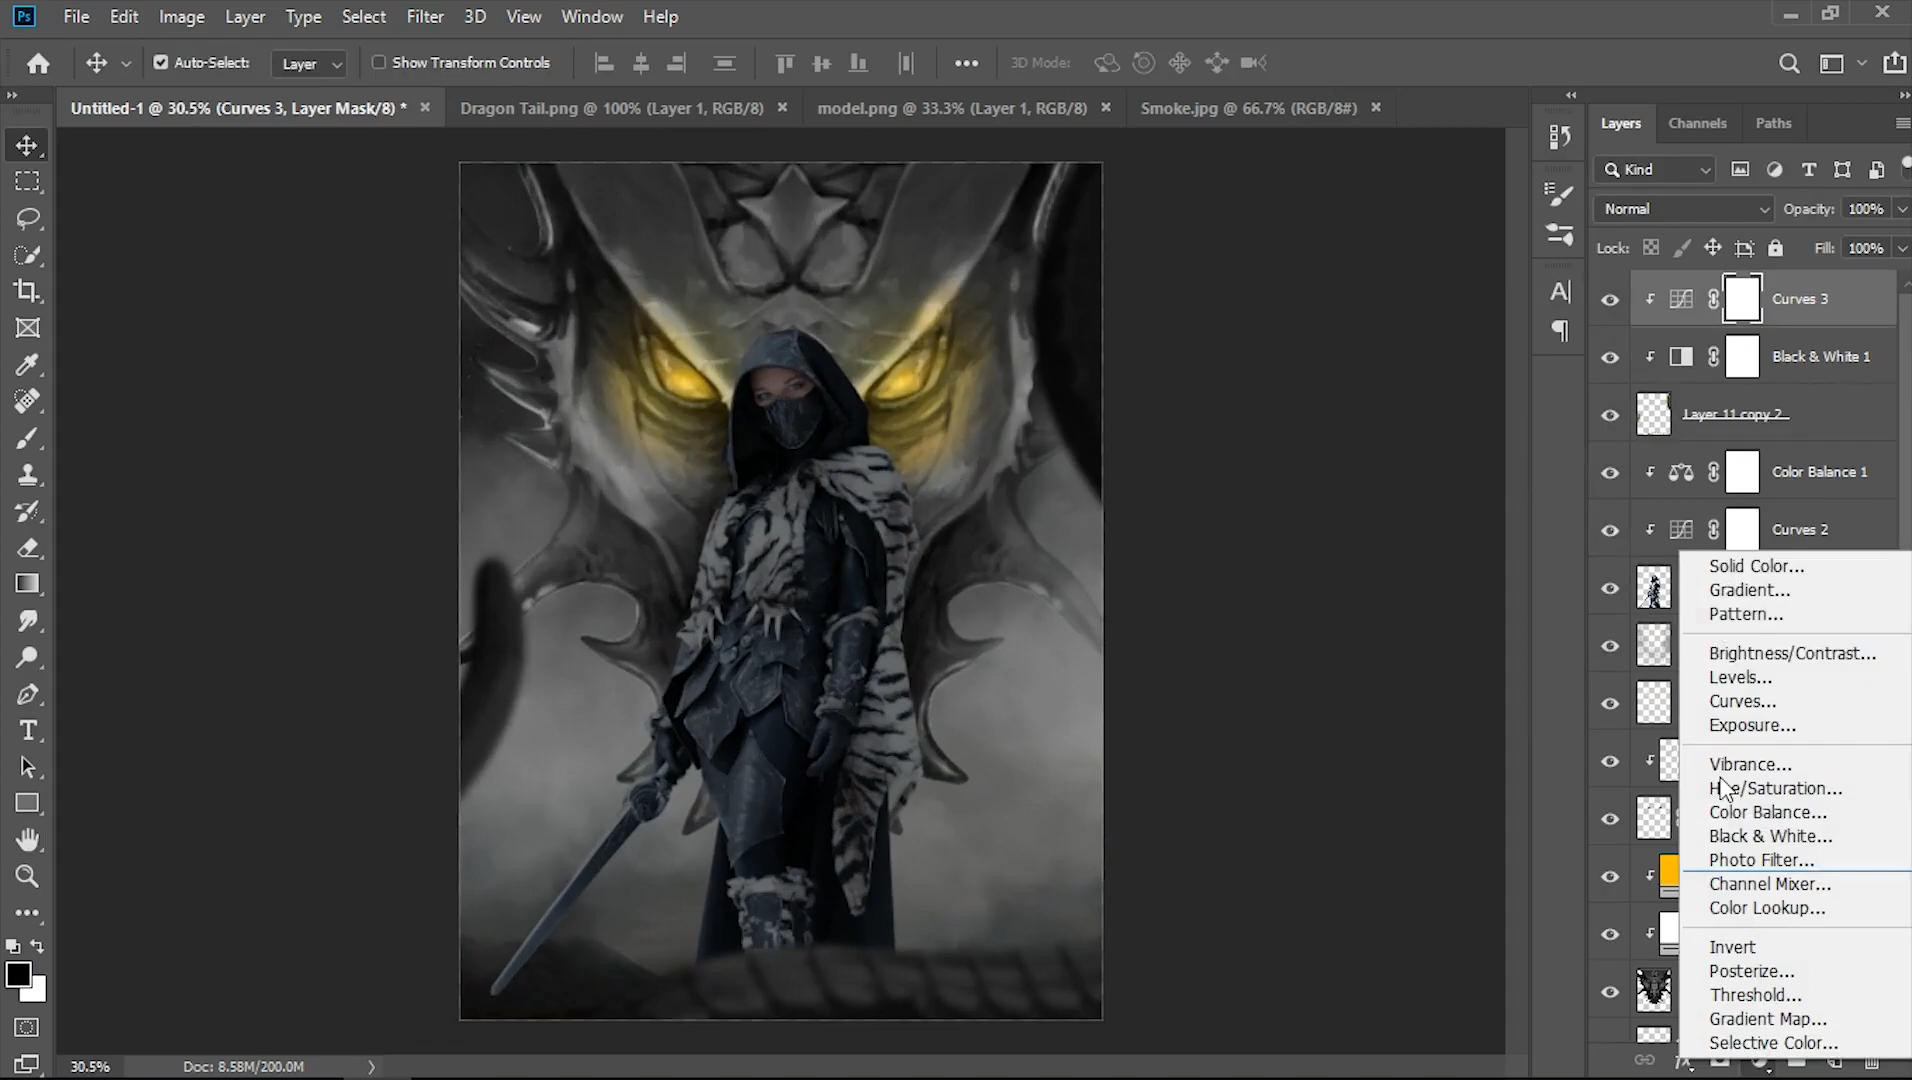 Ps File Edit Image Layer Type Select Filter 3D View Window Help
Auto-Select: Layer Show Transform Controls 3D Mode:
Untitled-1 @ 30.5% (Curves 3, Layer Mask/8) * Dragon Tail.png @ 100% (Layer 1, RGB/8) model.png @ 33.3% (Layer 1, RGB/8) Smoke.jpg @ 66.7% (RGB/8#)
Layers Channels Paths
Kind
Normal Opacity: 100%
Lock: Fill: 100%
Curves 3
Black & White 1
Layer 11 copy 2
Color Balance 1
Curves 2
Solid Color...
Gradient...
Pattern...
Brightness/Contrast...
Levels...
Curves...
Exposure...
Vibrance...
Hue/Saturation...
Color Balance...
Black & White...
Photo Filter...
Channel Mixer...
Color Lookup...
Invert
Posterize...
Threshold...
Gradient Map...
Selective Color...
30.5% Doc: 8.58M/200.0M